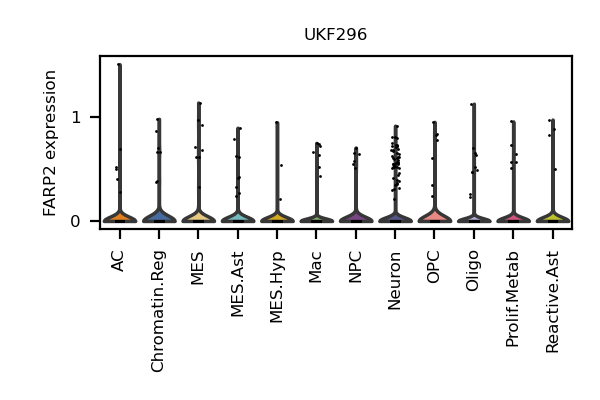 UKF296
FARP2 expression
1
0
AC
Chromatin.Reg
MES
MES.Ast
MES.Hyp
Mac
NPC
Neuron
OPC
Oligo
Prolif.Metab
Reactive.Ast